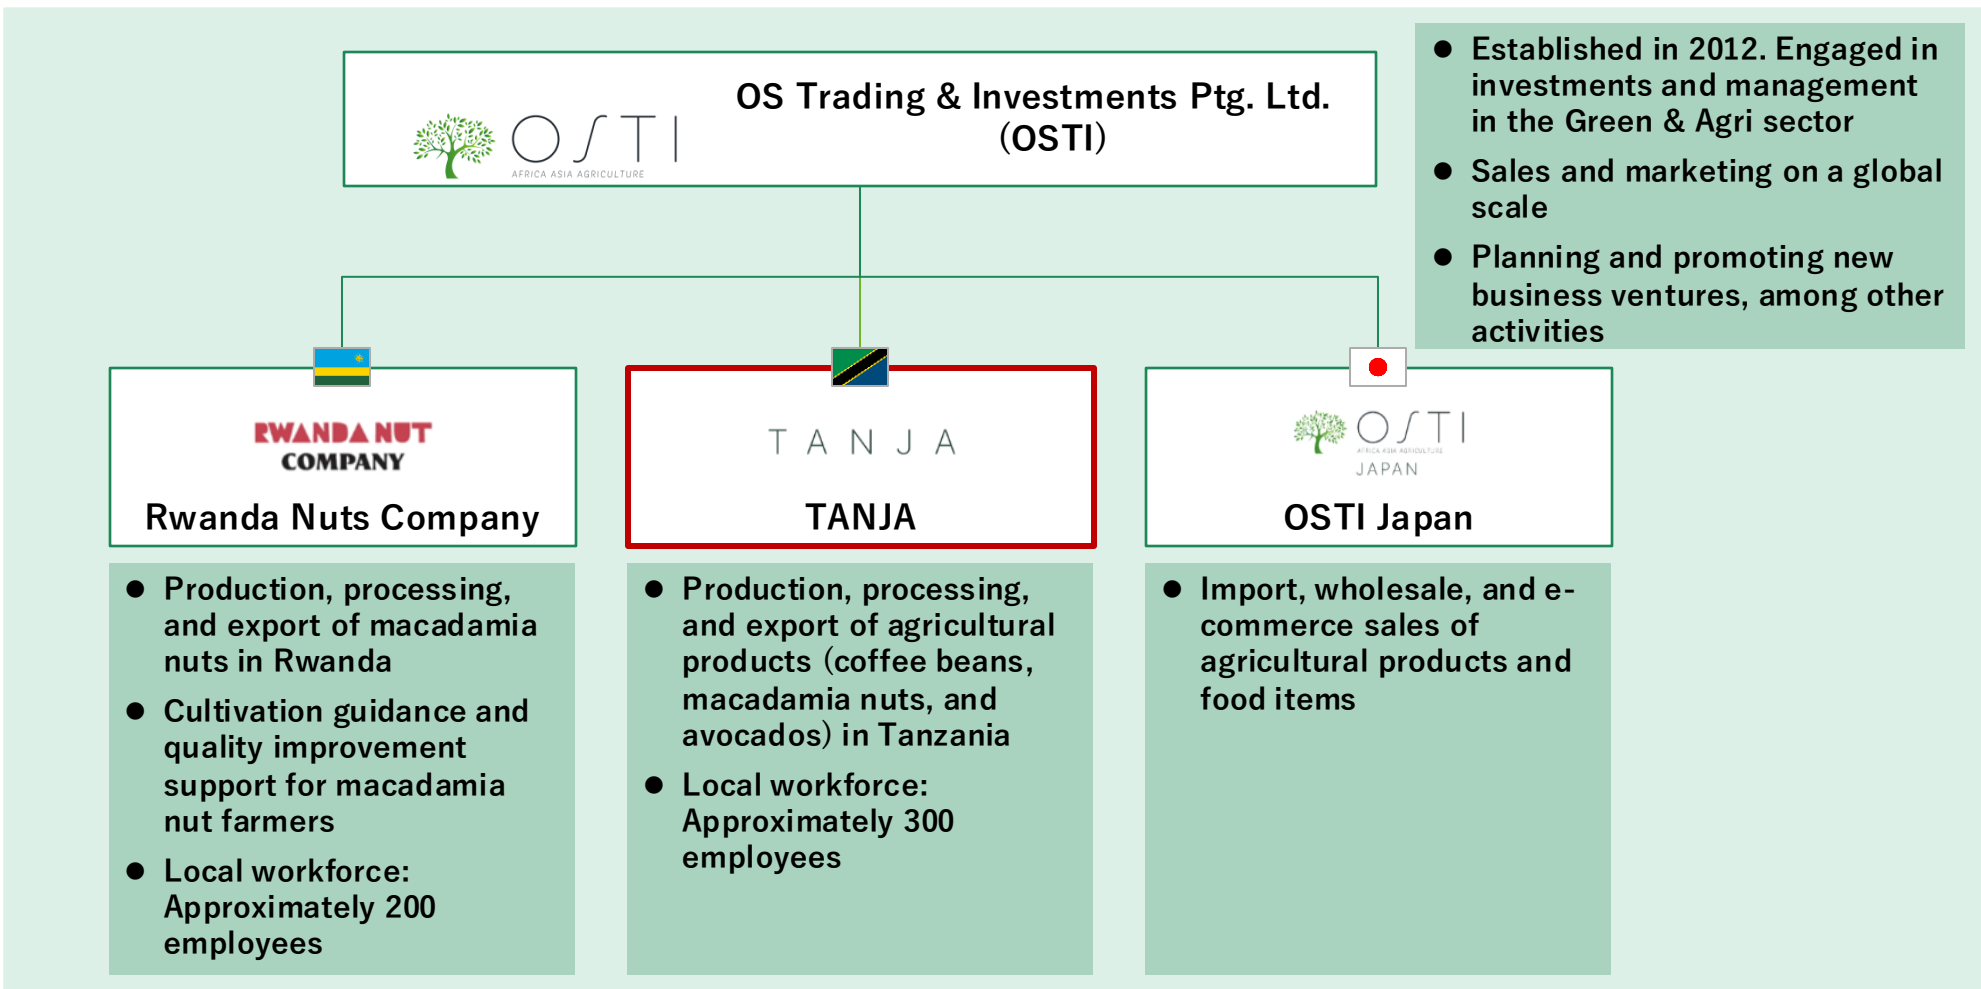 OSTI
AFRICA ASIA AGRICULTURE
OS Trading & Investments Ptg. Ltd.
(OSTI)
● Established in 2012. Engaged in
investments and management
in the Green & Agri sector
● Sales and marketing on a global
scale
● Planning and promoting new
business ventures, among other
activities
RWANDA NUT
COMPANY
Rwanda Nuts Company
● Production, processing,
and export of macadamia
nuts in Rwanda
● Cultivation guidance and
quality improvement
support for macadamia
nut farmers
● Local workforce:
Approximately 200
employees
TANJA
TANJA
● Production, processing,
and export of agricultural
products (coffee beans,
macadamia nuts, and
avocados) in Tanzania
● Local workforce:
Approximately 300
employees
OSTI
AFRICA ASIA AGRICULTURE
JAPAN
OSTI Japan
● Import, wholesale, and e-
commerce sales of
agricultural products and
food items